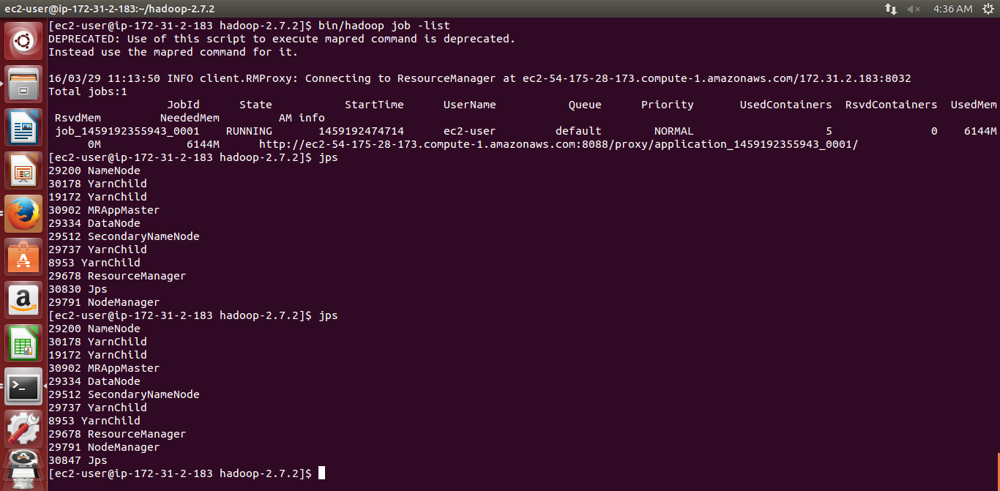 ec2-user@ip-172-31-2-183:~/hadoop-2.7.2 4:36 AM
[ec2-user@ip-172-31-2-183 hadoop-2.7.2]$ bin/hadoop job -list
DEPRECATED: Use of this script to execute mapred command is deprecated.
Instead use the mapred command for it.
16/03/29 11:13:50 INFO client.RMProxy: Connecting to ResourceManager at ec2-54-175-28-173.compute-1.amazonaws.com/172.31.2.183:8032
Total jobs:1
JobId State StartTime UserName Queue Priority UsedContainers RsvdContainers UsedMem
RsvdMem NeededMem AM info
job_1459192355943_0001 RUNNING 1459192474714 ec2-user default NORMAL 5 0 6144M
0M 6144M http://ec2-54-175-28-173.compute-1.amazonaws.com:8088/proxy/application_1459192355943_0001/
[ec2-user@ip-172-31-2-183 hadoop-2.7.2]$ jps
29200 NameNode
30178 YarnChild
19172 YarnChild
30902 MRAppMaster
29334 DataNode
29512 SecondaryNameNode
29737 YarnChild
8953 YarnChild
29678 ResourceManager
30830 Jps
29791 NodeManager
[ec2-user@ip-172-31-2-183 hadoop-2.7.2]$ jps
29200 NameNode
30178 YarnChild
19172 YarnChild
30902 MRAppMaster
29334 DataNode
29512 SecondaryNameNode
29737 YarnChild
8953 YarnChild
29678 ResourceManager
29791 NodeManager
30847 Jps
[ec2-user@ip-172-31-2-183 hadoop-2.7.2]$